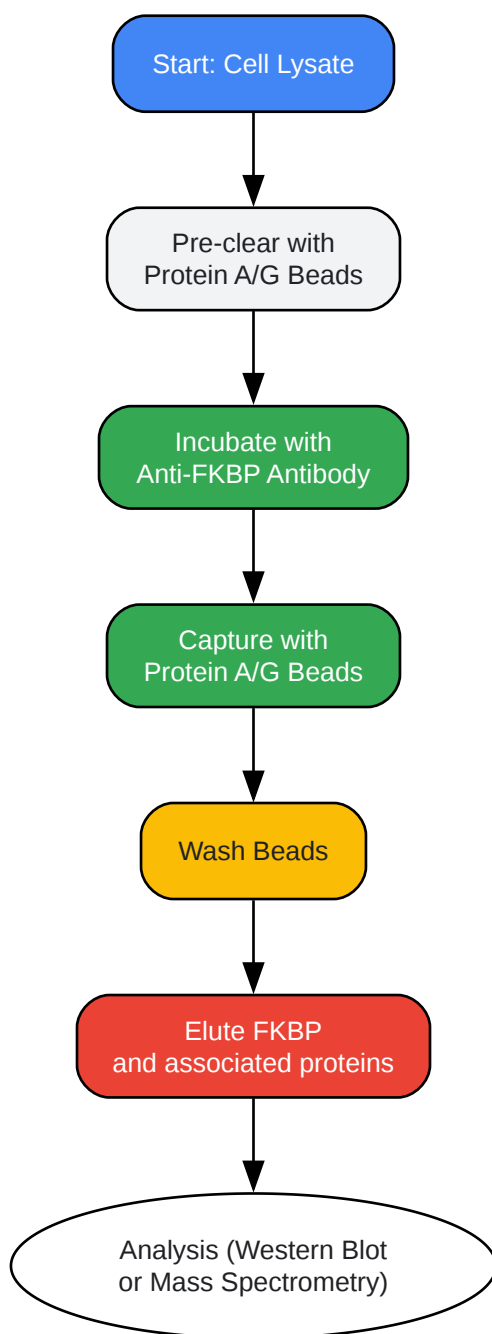 Start: Cell Lysate
Pre-clear with
Protein A/G Beads
Incubate with
Anti-FKBP Antibody
Capture with
Protein A/G Beads
Wash Beads
Elute FKBP
and associated proteins
Analysis (Western Blot
or Mass Spectrometry)